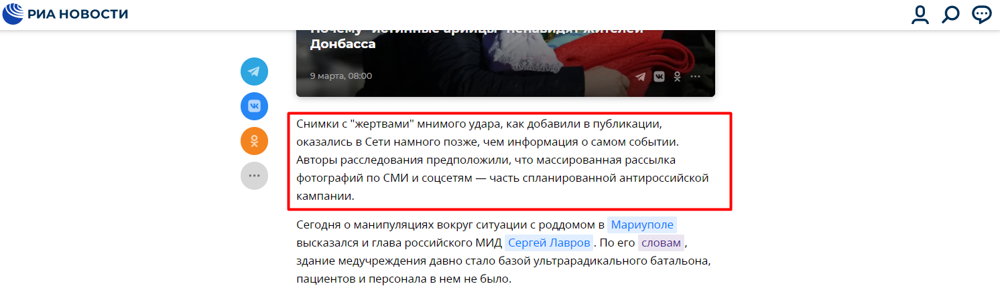 РИА НОВОСТИ
Почему "истинные арийцы" ненавидят жителей
Донбасса
9 марта, 08:00
Снимки с "жертвами" мнимого удара, как добавили в публикации,
оказались в Сети намного позже, чем информация о самом событии.
Авторы расследования предположили, что массированная рассылка
фотографий по СМИ и соцсетям — часть спланированной антироссийской
кампании.
Сегодня о манипуляциях вокруг ситуации с роддомом в Мариуполе
высказался и глава российского МИД Сергей Лавров. По его словам,
здание медучреждения давно стало базой ультрарадикального батальона,
пациентов и персонала в нем не было.